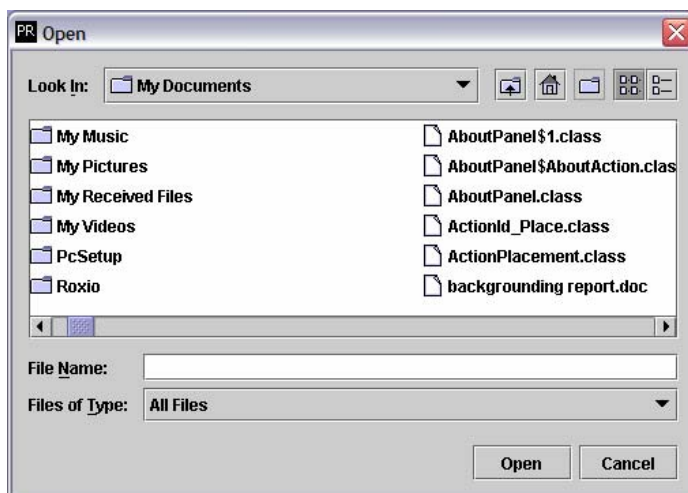 PR Open
Look In: My Documents
My Music
My Pictures
My Received Files
My Videos
PcSetup
Roxio
AboutPanel$1.class
AboutPanel$AboutAction.clas
AboutPanel.class
ActionId_Place.class
ActionPlacement.class
backgrounding report.doc
File Name:
Files of Type: All Files
Open Cancel